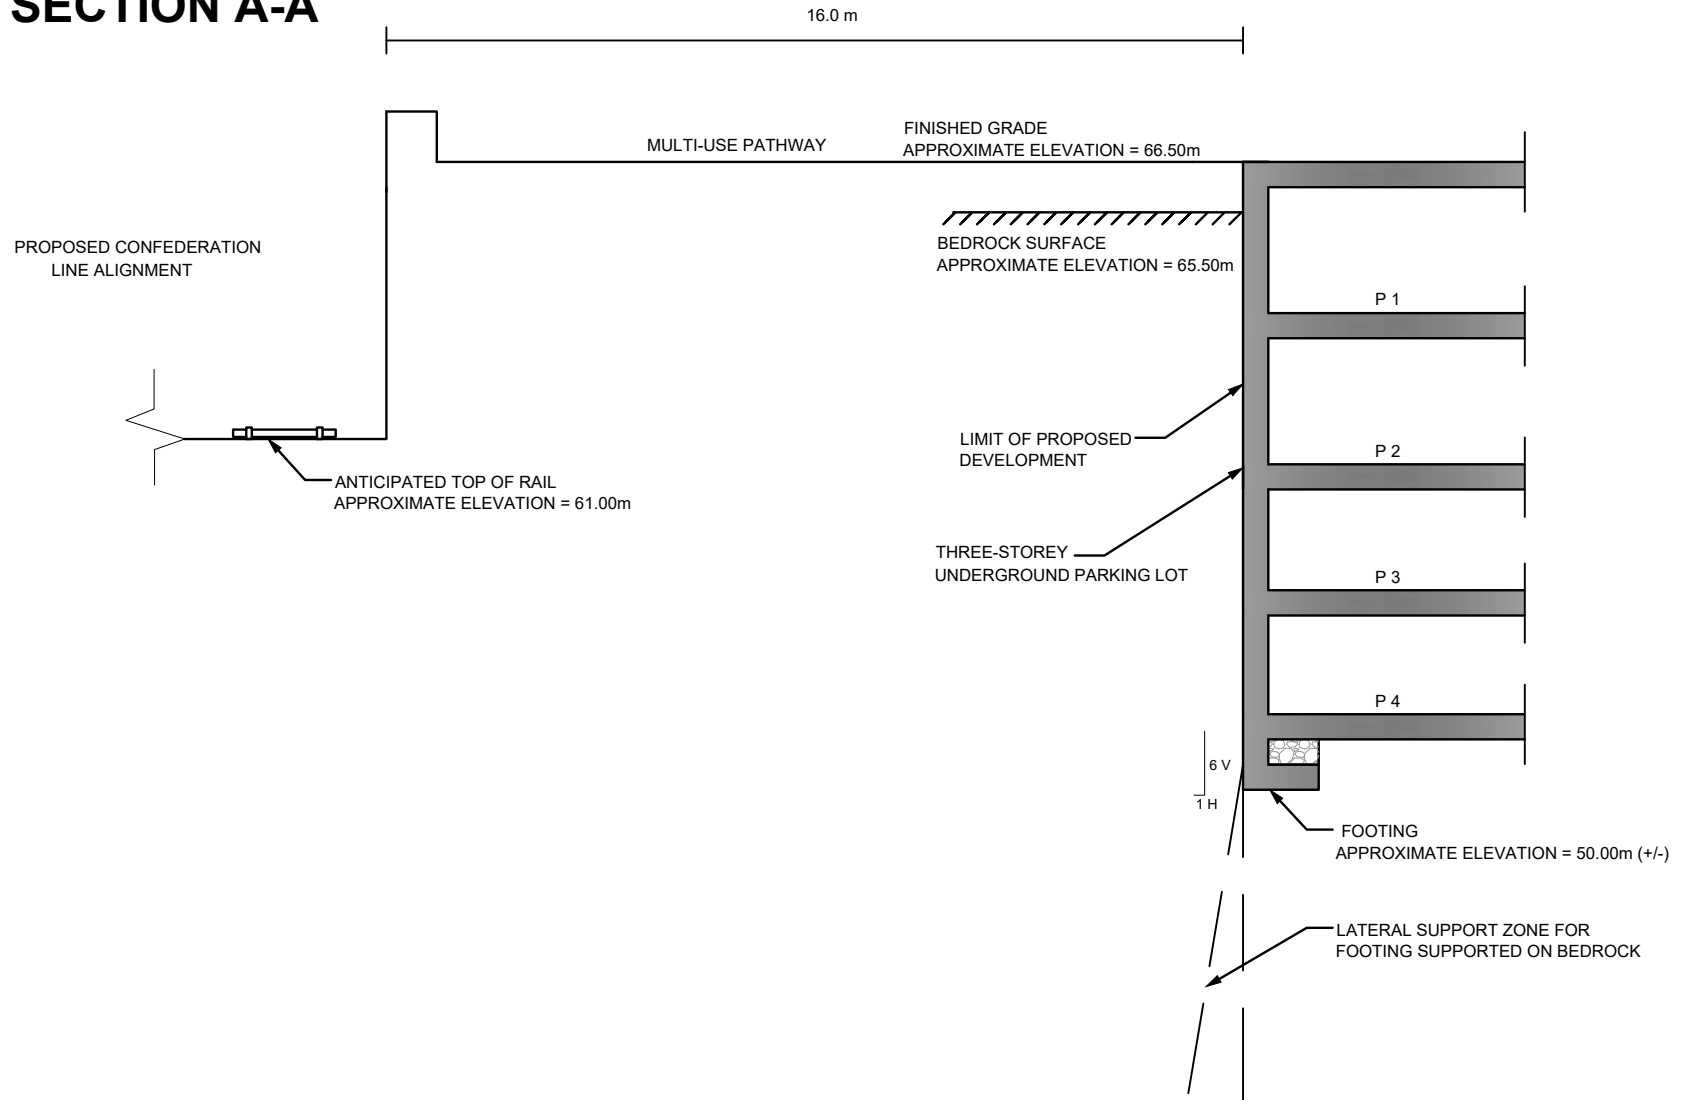 SECTION A-A
16.0 m
MULTI-USE PATHWAY
FINISHED GRADE
APPROXIMATE ELEVATION = 66.50m
PROPOSED CONFEDERATION
LINE ALIGNMENT
BEDROCK SURFACE
APPROXIMATE ELEVATION = 65.50m
P 1
LIMIT OF PROPOSED
DEVELOPMENT
P 2
ANTICIPATED TOP OF RAIL
APPROXIMATE ELEVATION = 61.00m
THREE-STOREY
UNDERGROUND PARKING LOT
P 3
P 4
6 V
1 H
FOOTING
APPROXIMATE ELEVATION = 50.00m (+/-)
LATERAL SUPPORT ZONE FOR
FOOTING SUPPORTED ON BEDROCK